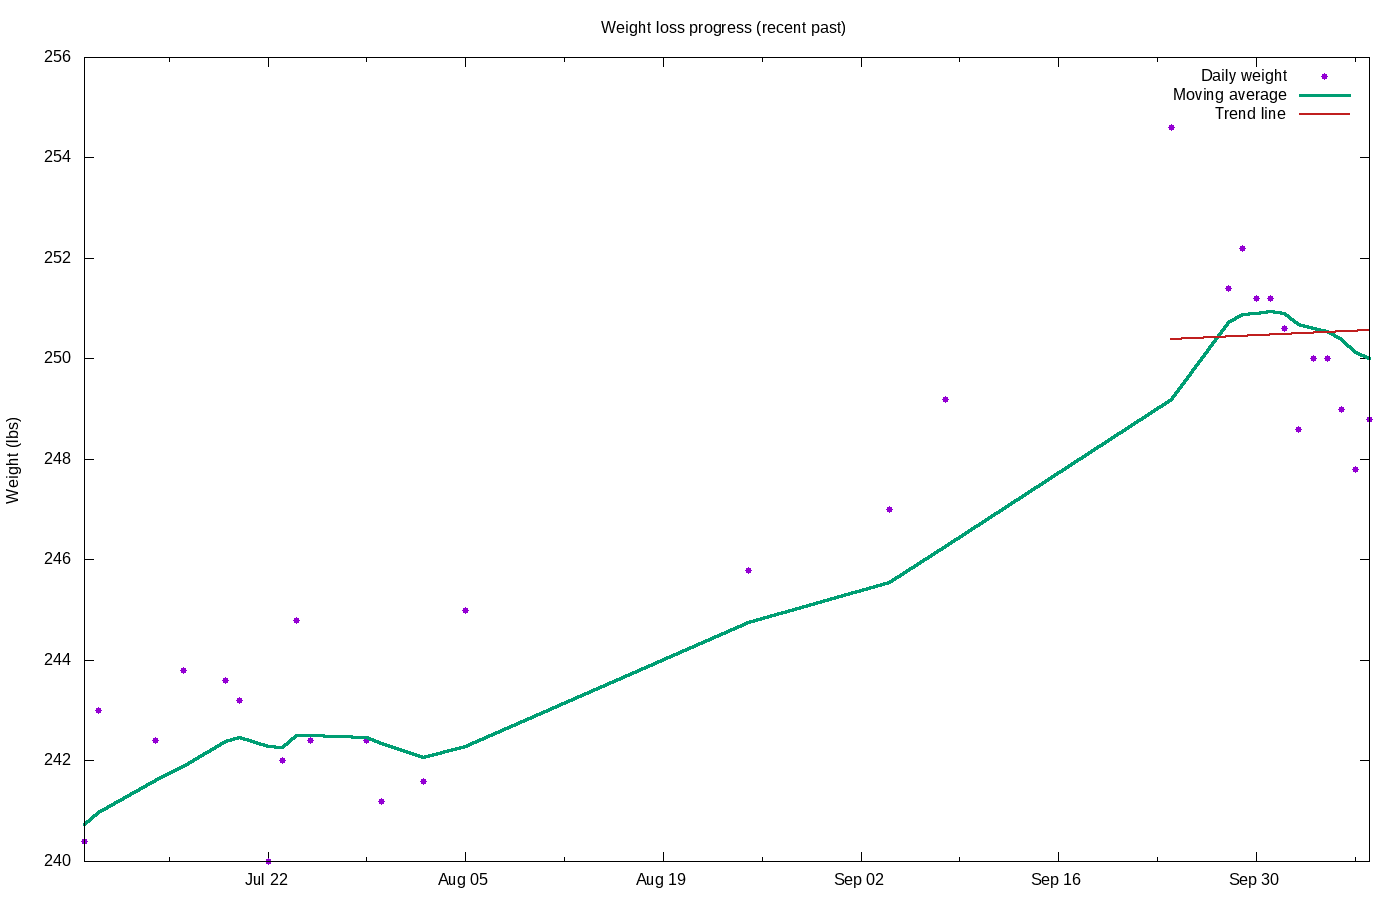 Weight loss progress (recent past)
256
254
252
250
248
246
244
242
240
Weight (lbs)
Daily weight
Moving average
Trend line
Jul 22
Aug 05
Aug 19
Sep 02
Sep 16
Sep 30